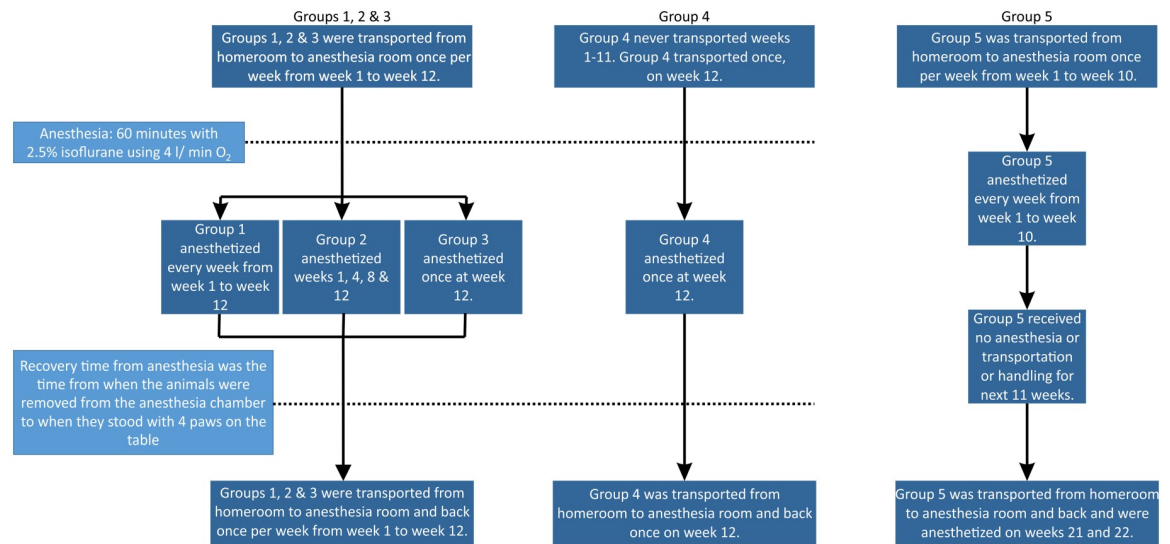 Groups 1, 2 & 3
Groups 1, 2 & 3 were transported from
homeroom to anesthesia room once per
week from week 1 to week 12.
Group 4
Group 4 never transported weeks
1-11. Group 4 transported once,
on week 12.
Group 5
Group 5 was transported from
homeroom to anesthesia room once
per week from week 1 to week 10.
Anesthesia: 60 minutes with
2.5% isoflurane using 4 l/ min O₂
Group 1
anesthetized
every week from
week 1 to week
12
Group 2
anesthetized
weeks 1, 4, 8 &
12
Group 3
anesthetized
once at week
12.
Group 4
anesthetized
once at week
12.
Group 5
anesthetized
every week from
week 1 to week
10.
Group 5 received
no anesthesia or
transportation
or handling for
next 11 weeks.
Recovery time from anesthesia was the
time from when the animals were
removed from the anesthesia chamber
to when they stood with 4 paws on the
table
Groups 1, 2 & 3 were transported from
homeroom to anesthesia room and back
once per week from week 1 to week 12.
Group 4 was transported from
homeroom to anesthesia room and back
once on week 12.
Group 5 was transported from homeroom
to anesthesia room and back and were
anesthetized on weeks 21 and 22.